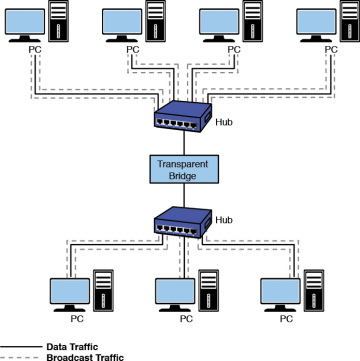 PC PC PC PC
Hub
Transparent
Bridge
Hub
PC PC PC
Data Traffic
Broadcast Traffic